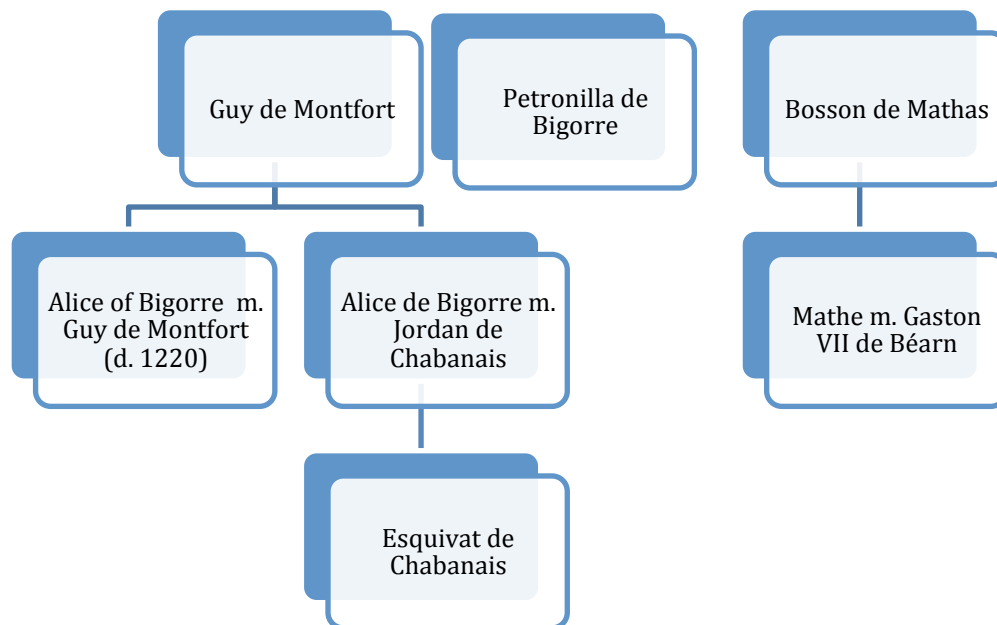 Guy de Montfort
Petronilla de
Bigorre
Bosson de Mathas
Alice of Bigorre m.
Guy de Montfort
(d. 1220)
Alice de Bigorre m.
Jordan de
Chabanais
Mathe m. Gaston
VII de Béarn
Esquivat de
Chabanais